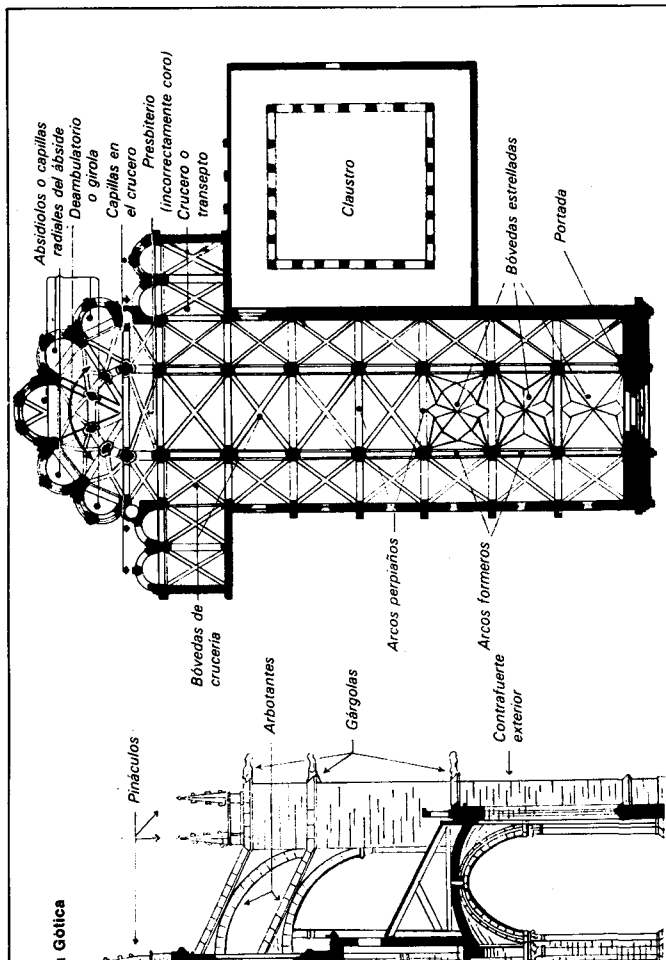 Absidiolos o capillas
radiales del ábside
Deambulatorio
o girola
Capillas en
el crucero
Presbiterio
(incorrectamente coro)
Crucero o
transepto
Claustro
Bóvedas estrelladas
Portada
Bóvedas de
crucería
Arcos perpiaños
Arcos formeros
Pináculos
Arbotantes
Gárgolas
Contrafuerte
exterior
Gótica